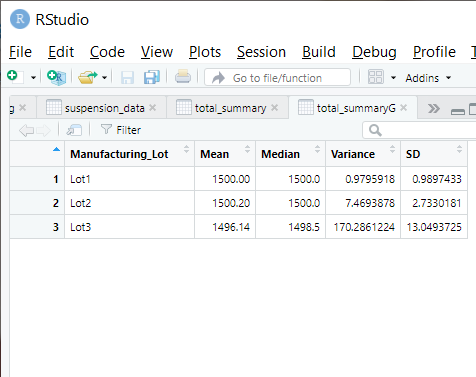 RStudio
File Edit Code View Plots Session Build Debug Profile T
Go to file/function Addins
g suspension_data total_summary total_summaryG
Filter
Manufacturing_Lot Mean Median Variance SD
1 Lot1 1500.00 1500.0 0.9795918 0.9897433
2 Lot2 1500.20 1500.0 7.4693878 2.7330181
3 Lot3 1496.14 1498.5 170.2861224 13.0493725